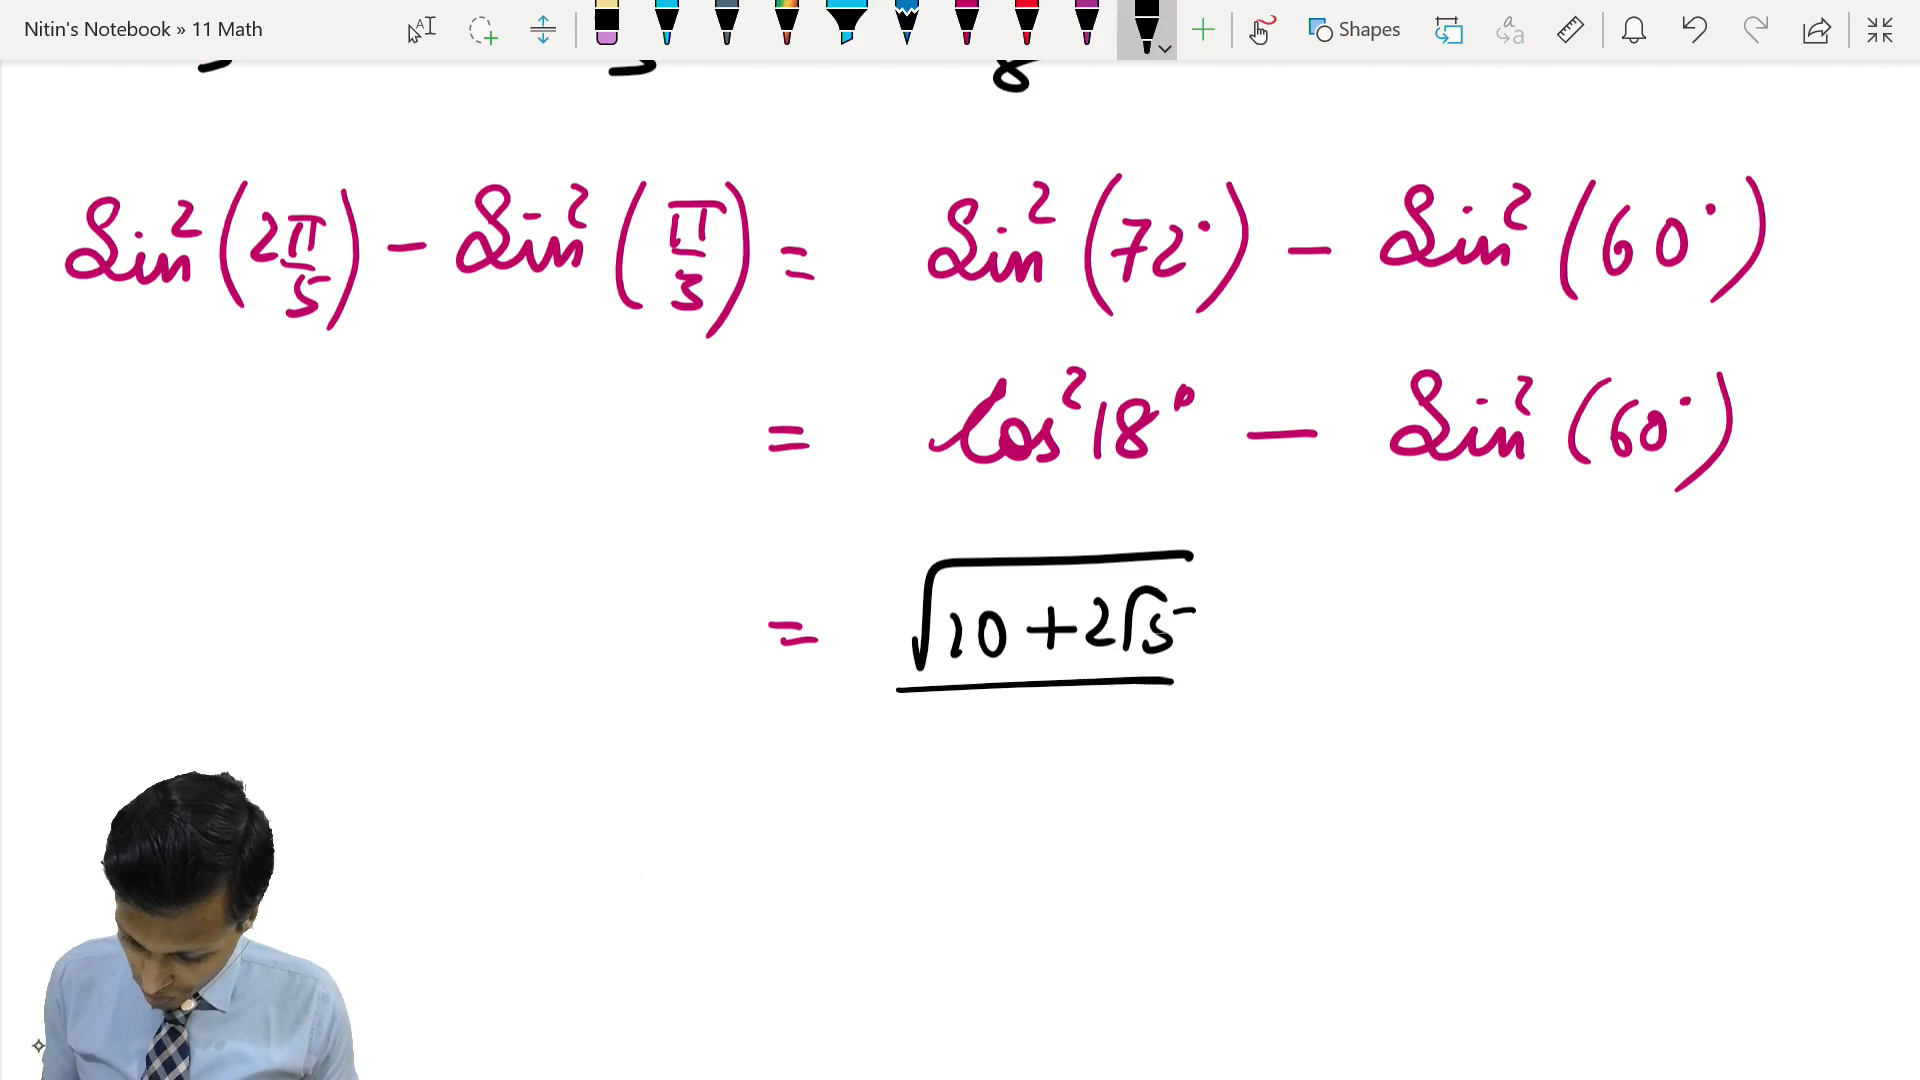 Nitin's Notebook » 11 Math
Shapes
8
Sin²(2π/5) - Sin²(π/3) = Sin²(72°) - Sin²(60°)
= Cos²18° - Sin²(60°)
= √(10 + 2√5)